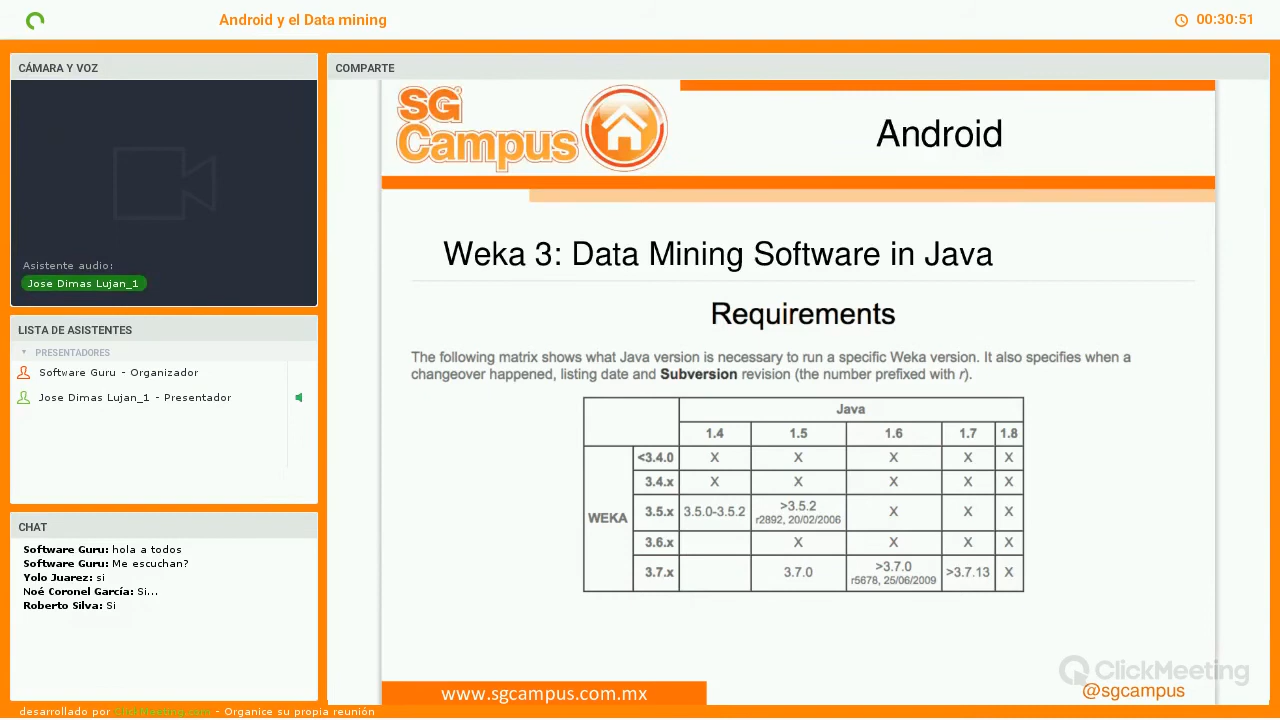 Android y el Data mining
00:30:51
CÁMARA Y VOZ
Asistente audio:
Jose Dimas Lujan_1
LISTA DE ASISTENTES
PRESENTADORES
Software Guru - Organizador
Jose Dimas Lujan_1 - Presentador
CHAT
Software Guru: hola a todos
Software Guru: Me escuchan?
Yolo Juarez: si
Noé Coronel García: Si...
Roberto Silva: Si
COMPARTE
SG
Campus
Android
Weka 3: Data Mining Software in Java
Requirements
The following matrix shows what Java version is necessary to run a specific Weka version. It also specifies when a
changeover happened, listing date and Subversion revision (the number prefixed with r).
Java
1.4 1.5 1.6 1.7 1.8
WEKA
<3.4.0 X X X X X
3.4.x X X X X X
3.5.x 3.5.0-3.5.2 >3.5.2 X X X
r2892, 20/02/2006
3.6.x X X X X
3.7.x 3.7.0 >3.7.0 >3.7.13 X
r5678, 25/06/2009
ClickMeeting
www.sgcampus.com.mx
@sgcampus
desarrollado por ClickMeeting.com - Organice su propia reunión